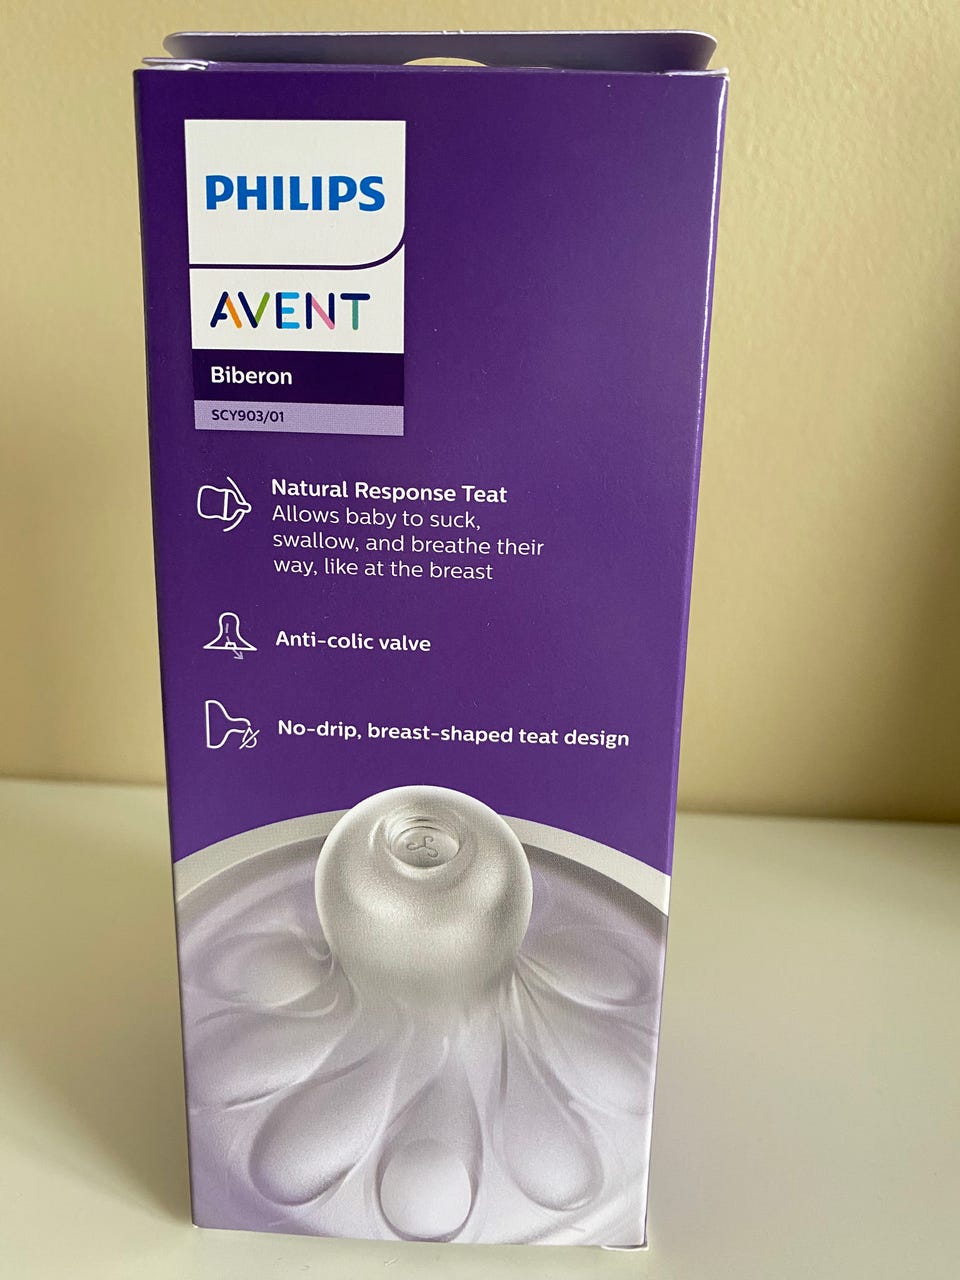 PHILIPS
AVENT
Biberon
SCY903/01
Natural Response Teat
Allows baby to suck,
swallow, and breathe their
way, like at the breast
Anti-colic valve
No-drip, breast-shaped teat design